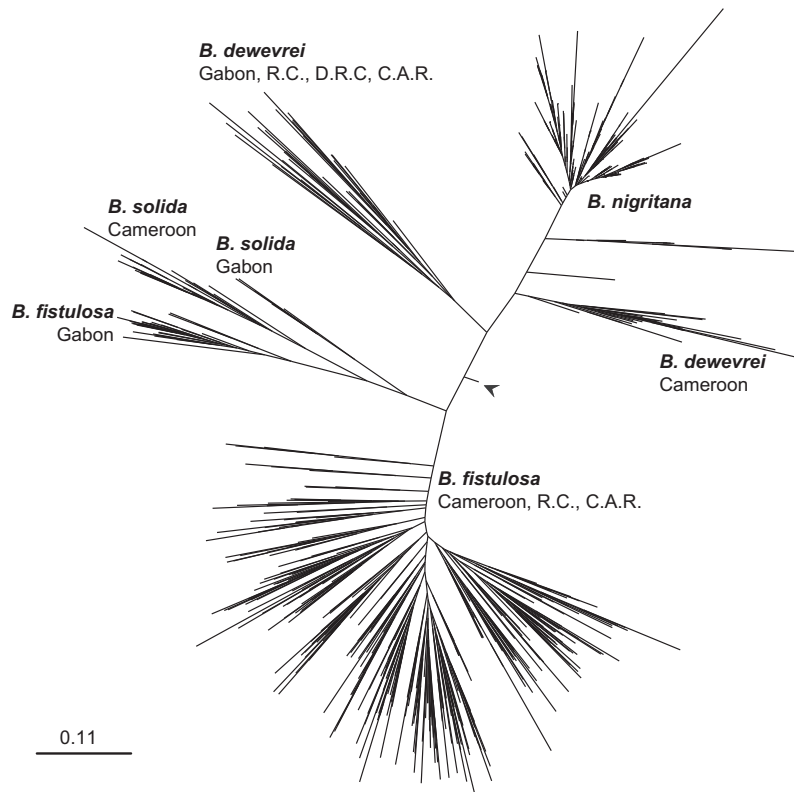 B. dewevrei
Gabon, R.C., D.R.C, C.A.R.
B. nigritana
B. solida
Cameroon
B. solida
Gabon
B. fistulosa
Gabon
B. dewevrei
Cameroon
B. fistulosa
Cameroon, R.C., C.A.R.
0.11